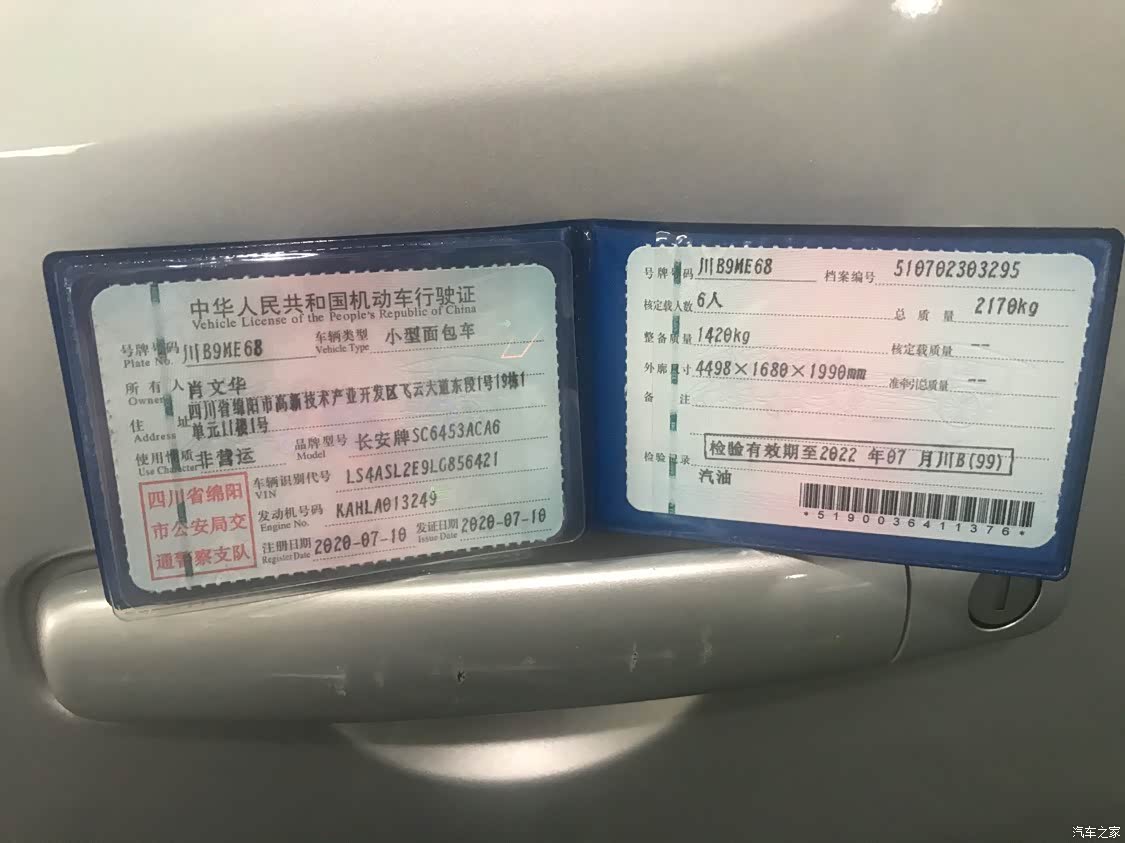 中华人民共和国机动车行驶证
Vehicle License of the People's Republic of China
号牌号码 川B9ME68 车辆类型 小型面包车
Plate No. Vehicle Type
所有人 肖文华
Owner
住址 四川省绵阳市高新技术产业开发区飞云大道东段1号19栋1
Address 单元11楼1号
使用性质 非营运 品牌型号 长安牌SC6453ACA6
Use Character Model
四川省绵阳
市公安局交
通警察支队
车辆识别代号 LS4ASL2E9LG856421
VIN
发动机号码 KAHLA013249
Engine No.
注册日期 2020-07-10 发证日期 2020-07-10
Register Date Issue Date
号牌号码 川B9ME68 档案编号 510702303295
核定载人数 6人 总质量 2170kg
整备质量 1420kg 核定载质量 --
外廓尺寸 4498×1680×1990mm 准牵引总质量 --
备注
检验记录 检验有效期至2022 年07 月川B(99)
汽油
*5190036411376*
汽车之家